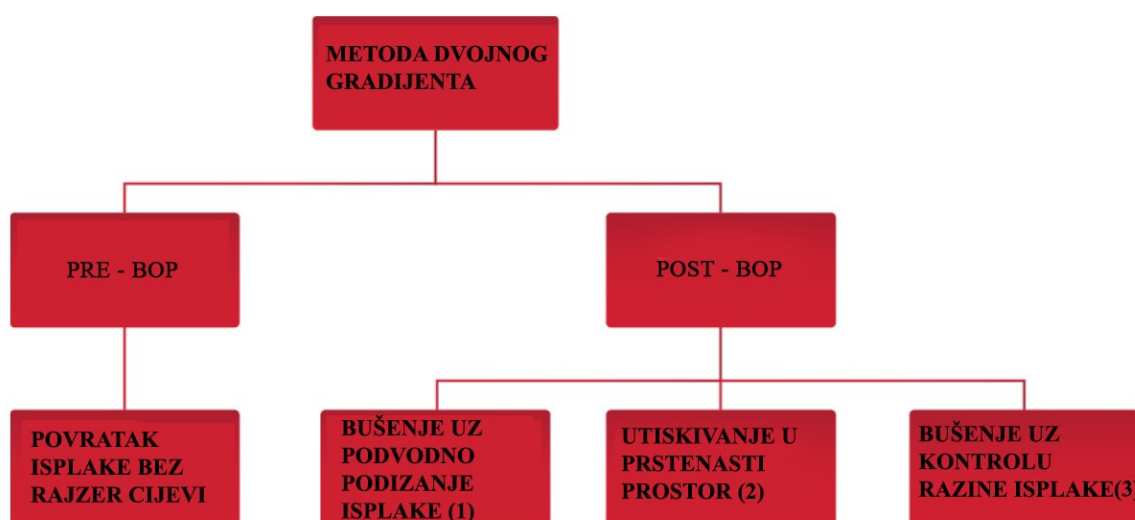 METODA DVOJNOG
GRADIJENTA
PRE - BOP
POST - BOP
POVRATAK
ISPLAKE BEZ
RAJZER CIJEVI
BUŠENJE UZ
PODVODNO
PODIZANJE
ISPLAKE (1)
UTISKIVANJE U
PRSTENASTI
PROSTOR (2)
BUŠENJE UZ
KONTROLU
RAZINE ISPLAKE(3)